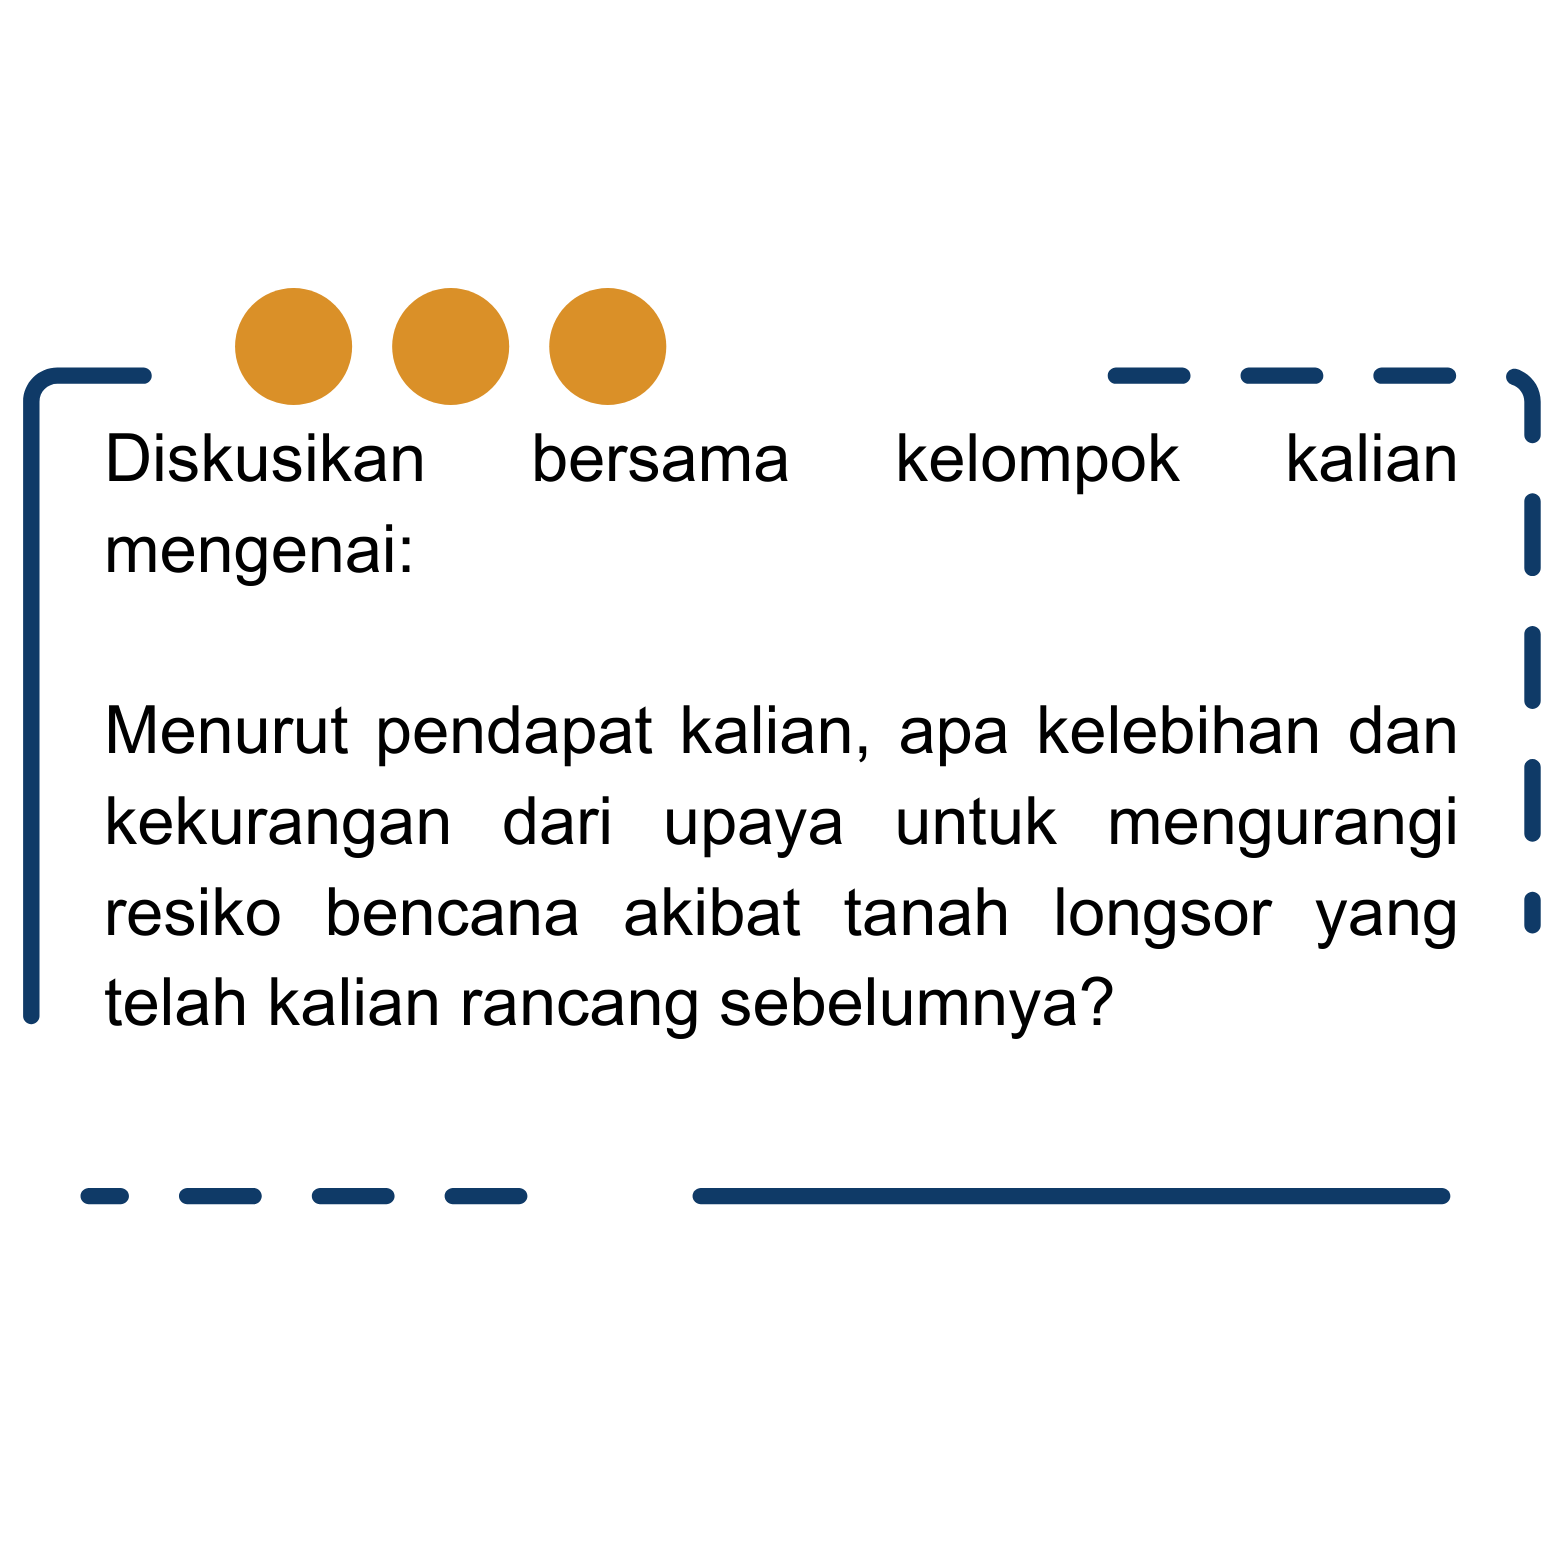 Diskusikan bersama kelompok kalian
mengenai:
Menurut pendapat kalian, apa kelebihan dan
kekurangan dari upaya untuk mengurangi
resiko bencana akibat tanah longsor yang
telah kalian rancang sebelumnya?